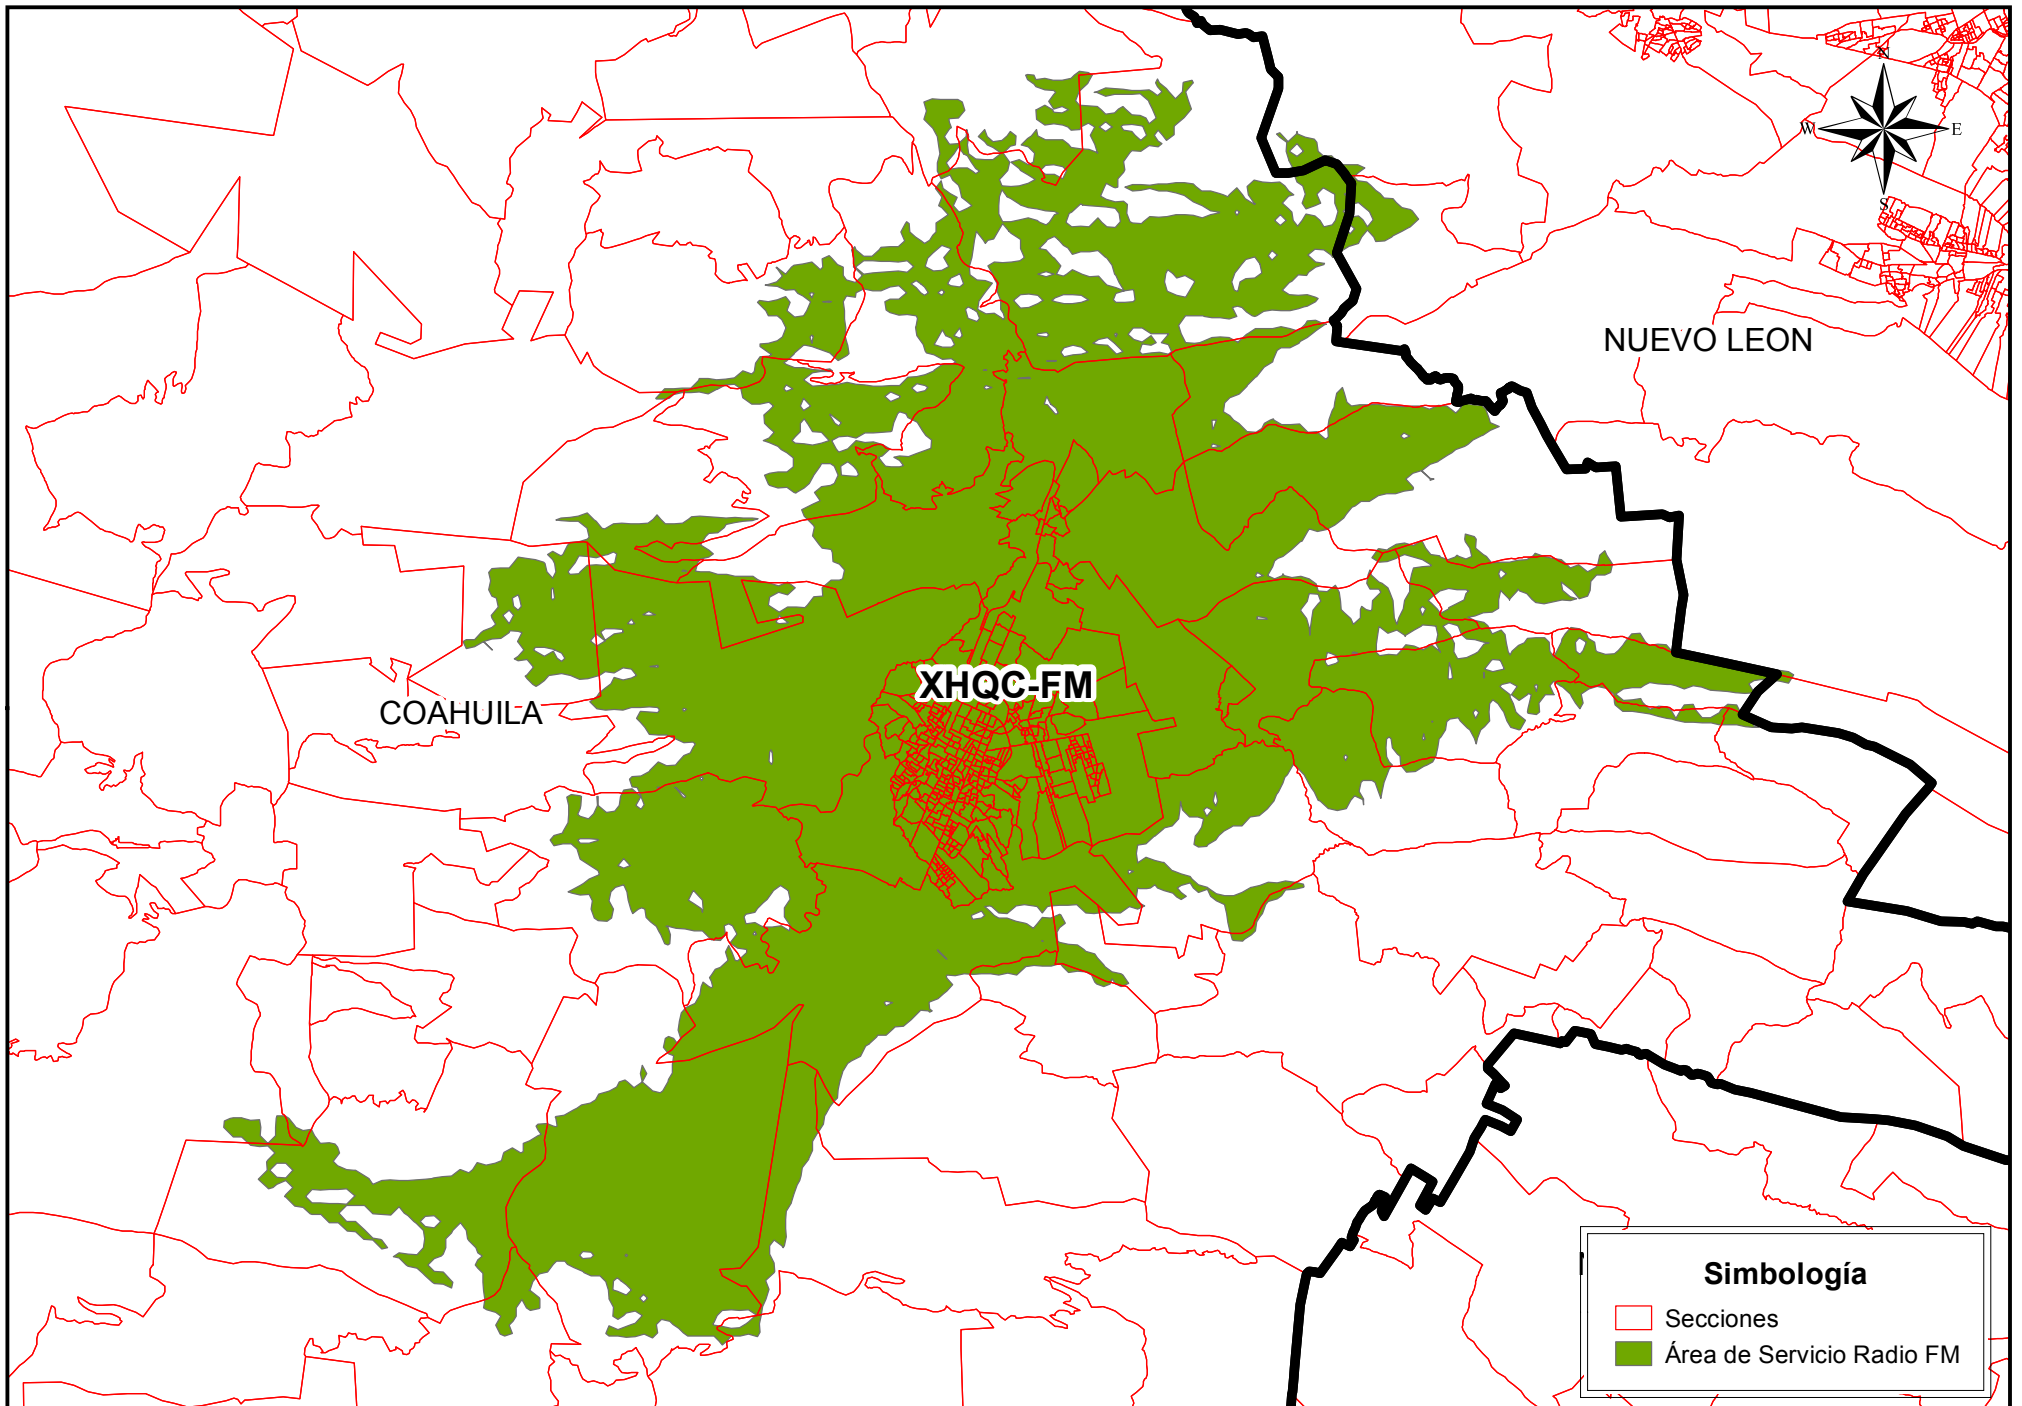 N
W
E
S
NUEVO LEON
XHQC-FM
COAHUILA
Simbología
Secciones
Área de Servicio Radio FM